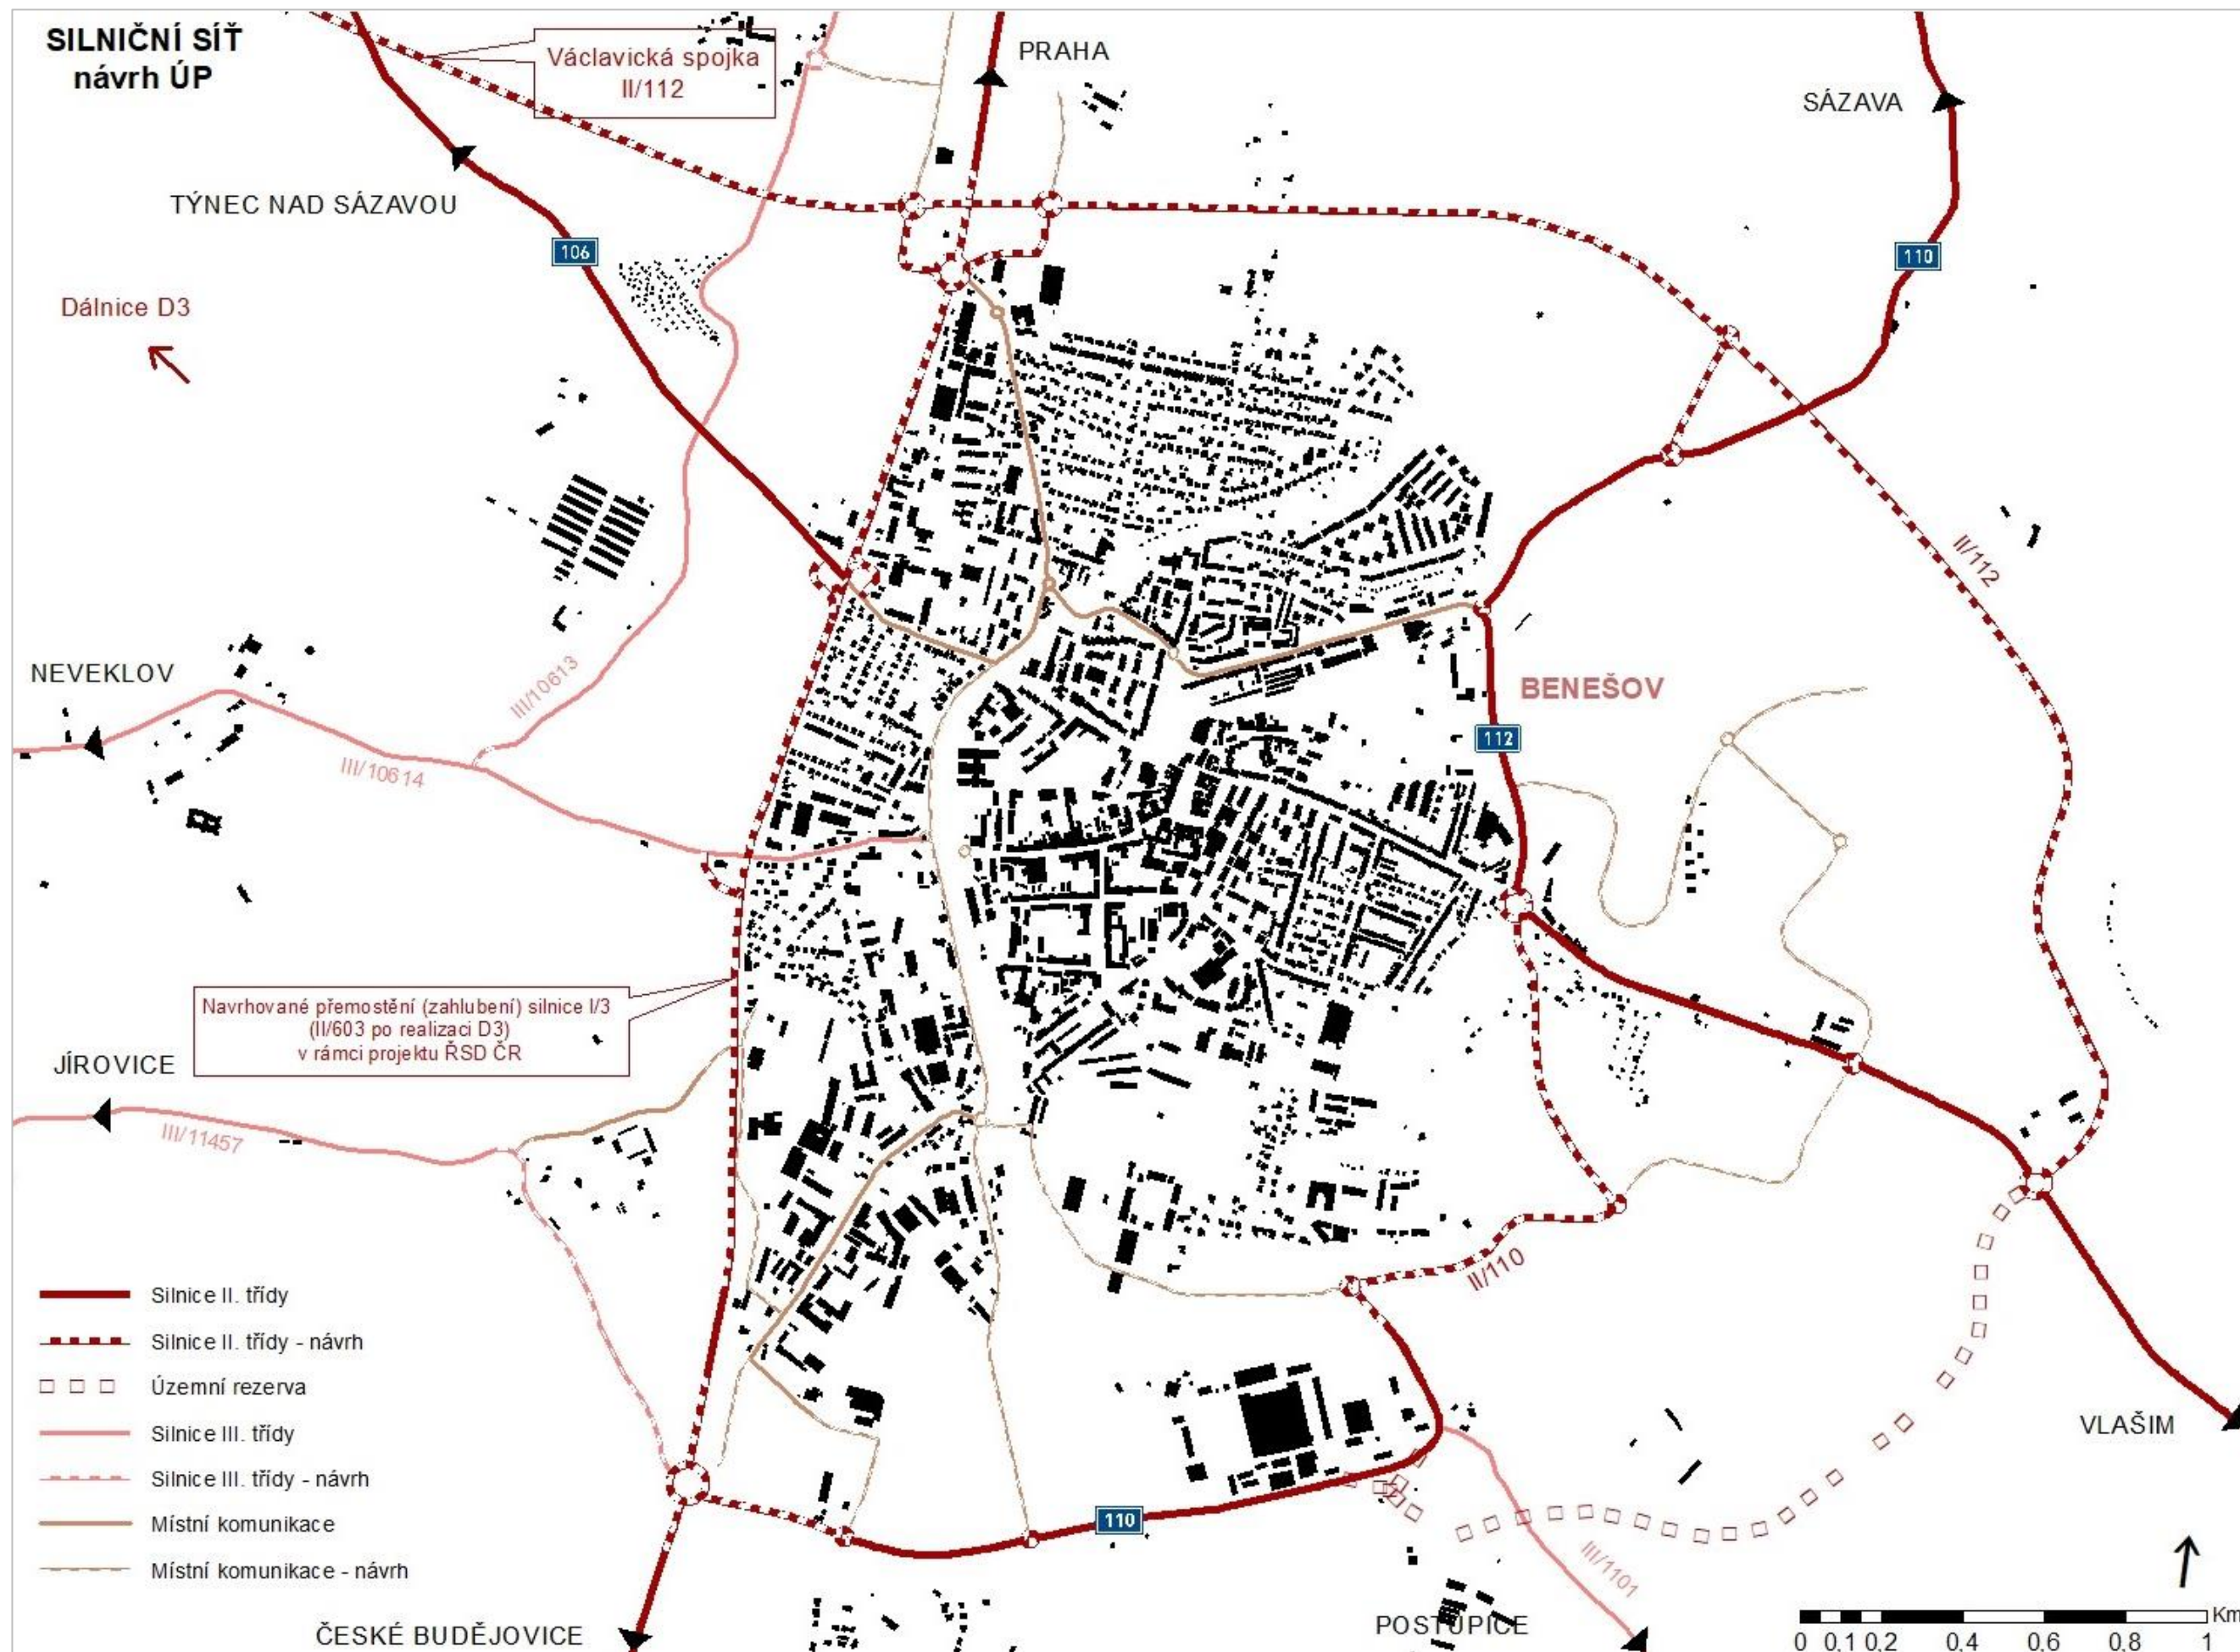 SILNIČNÍ SÍŤ
návrh ÚP
Václavická spojka
II/112
PRAHA
SÁZAVA
TÝNEC NAD SÁZAVOU
106
110
Dálnice D3
II/112
NEVEKLOV
III/10613
III/10614
BENEŠOV
112
Navrhované přemostění (zahlubení) silnice I/3
(II/603 po realizaci D3)
v rámci projektu ŘSD ČR
JÍROVICE
III/11457
II/110
Silnice II. třídy
Silnice II. třídy - návrh
Územní rezerva
Silnice III. třídy
Silnice III. třídy - návrh
Místní komunikace
Místní komunikace - návrh
VLAŠIM
110
III/1101
ČESKÉ BUDĚJOVICE
POSTUPICE
Km
0 0,1 0,2 0,4 0,6 0,8 1